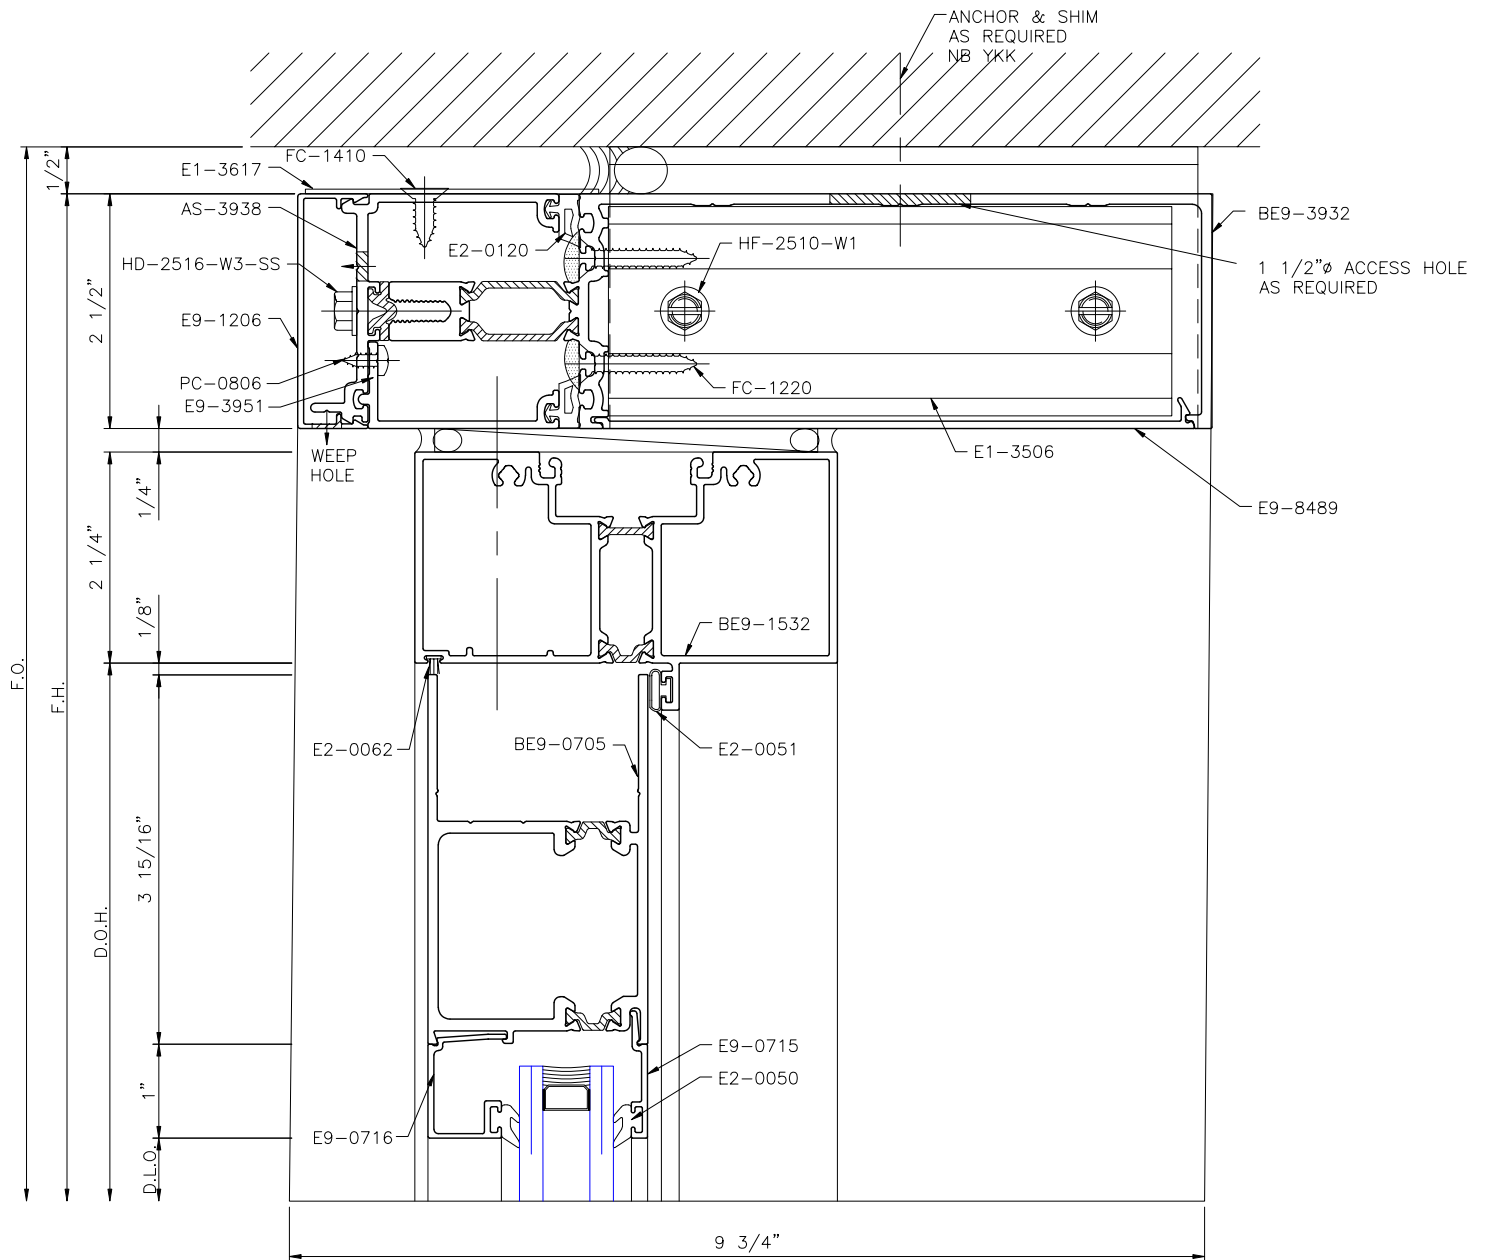 ANCHOR & SHIM
AS REQUIRED
NB YKK
1/2"
FC-1410
E1-3617
AS-3938
BE9-3932
E2-0120
HF-2510-W1
HD-2516-W3-SS
1 1/2"ø ACCESS HOLE
AS REQUIRED
2 1/2"
E9-1206
PC-0806
E9-3951
FC-1220
E1-3506
WEEP
HOLE
1/4"
E9-8489
2 1/4"
1/8"
BE9-1532
F.O.
F.H.
E2-0062
BE9-0705
E2-0051
3 15/16"
D.O.H.
E9-0715
E2-0050
1"
E9-0716
D.L.O.
9 3/4"